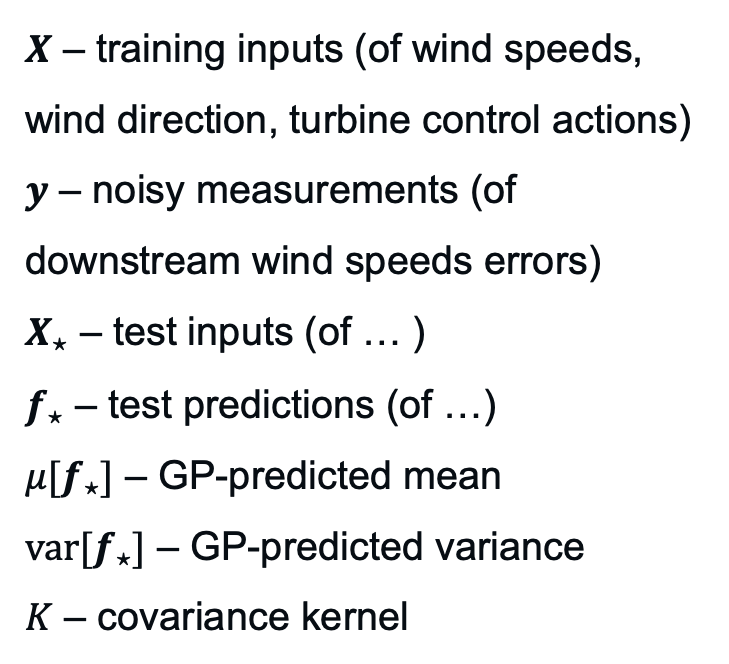 X – training inputs (of wind speeds,
wind direction, turbine control actions)
y – noisy measurements (of
downstream wind speeds errors)
X⋆ – test inputs (of … )
f⋆ – test predictions (of …)
μ[f⋆] – GP-predicted mean
var[f⋆] – GP-predicted variance
K – covariance kernel